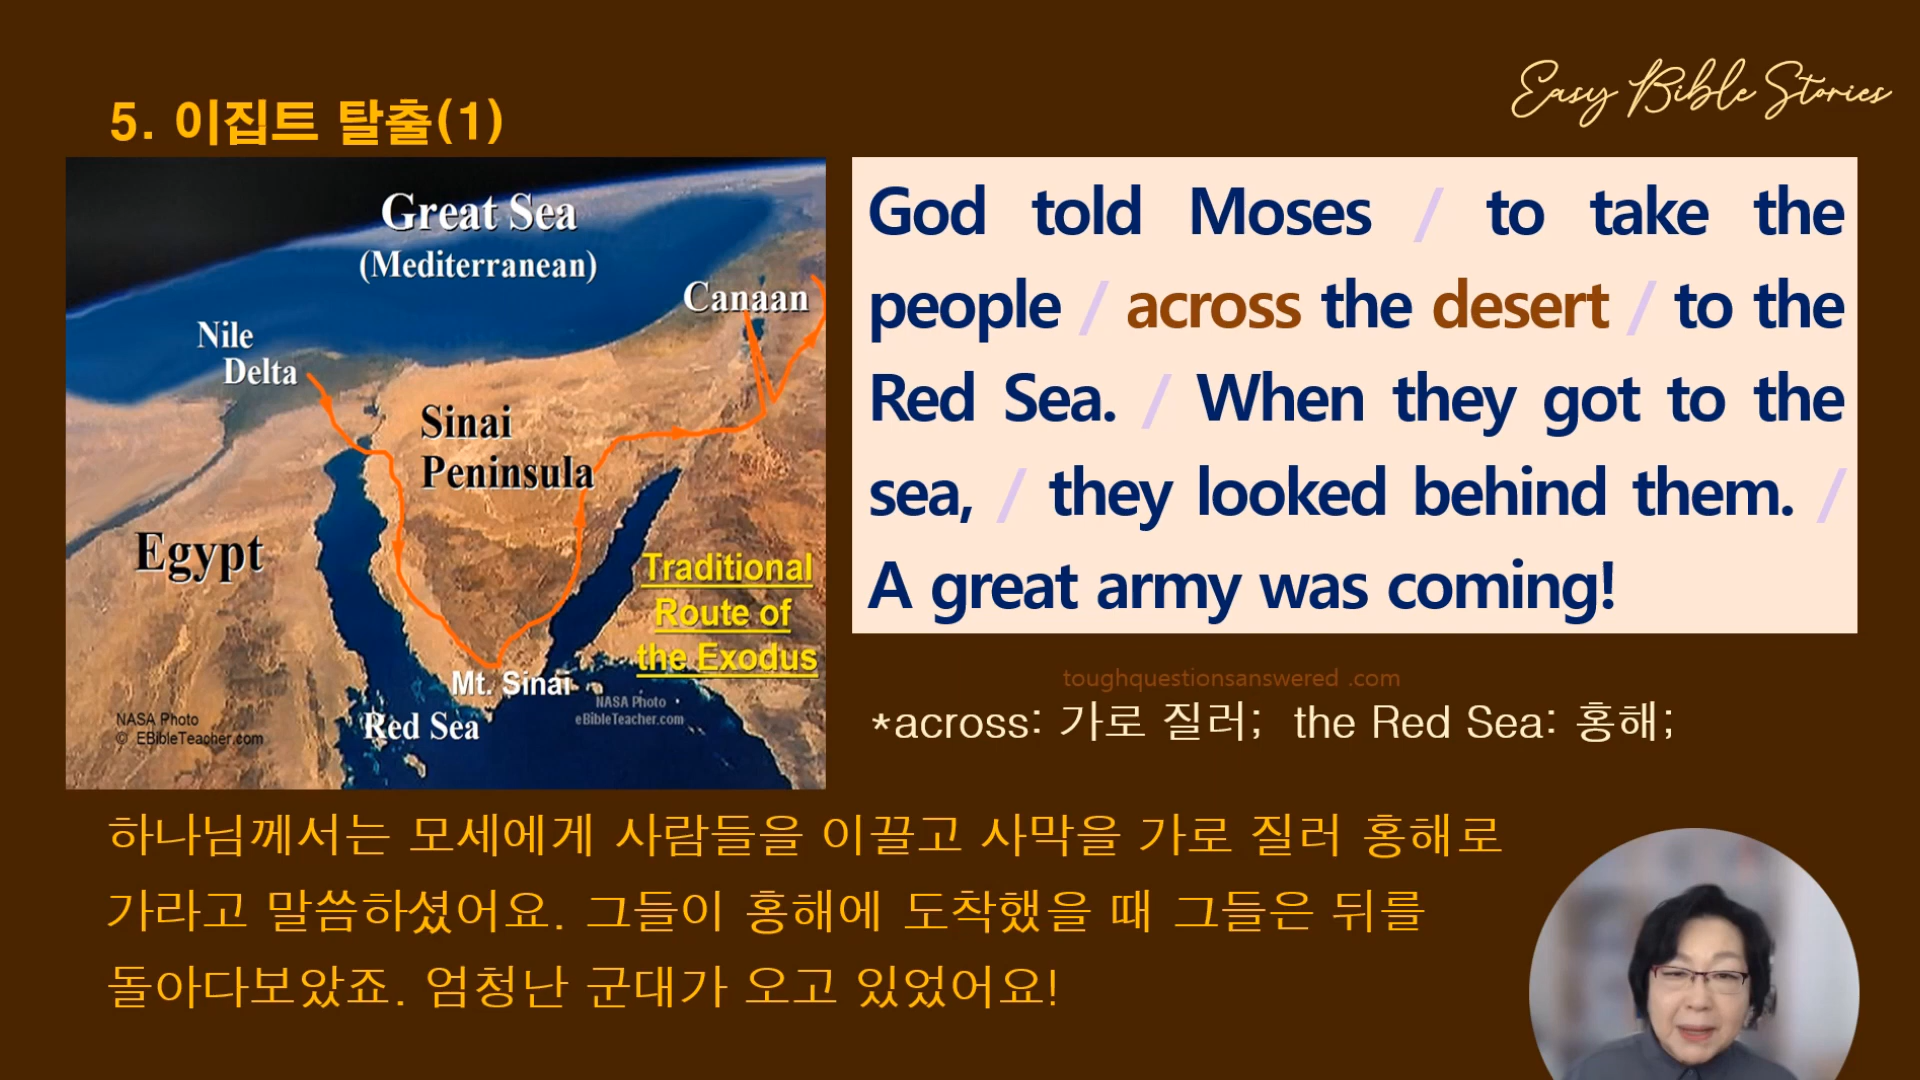 Easy Bible Stories
5. 이집트 탈출(1)
Great Sea
(Mediterranean)
Canaan
Nile
Delta
Sinai
Peninsula
Egypt
Traditional
Route of
the Exodus
Mt. Sinai
NASA Photo
eBibleTeacher.com
Red Sea
NASA Photo
© EBibleTeacher.com
God told Moses / to take the
people / across the desert / to the
Red Sea. / When they got to the
sea, / they looked behind them. /
A great army was coming!
toughquestionsanswered .com
*across: 가로 질러; the Red Sea: 홍해;
하나님께서는 모세에게 사람들을 이끌고 사막을 가로 질러 홍해로
가라고 말씀하셨어요. 그들이 홍해에 도착했을 때 그들은 뒤를
돌아다보았죠. 엄청난 군대가 오고 있었어요!